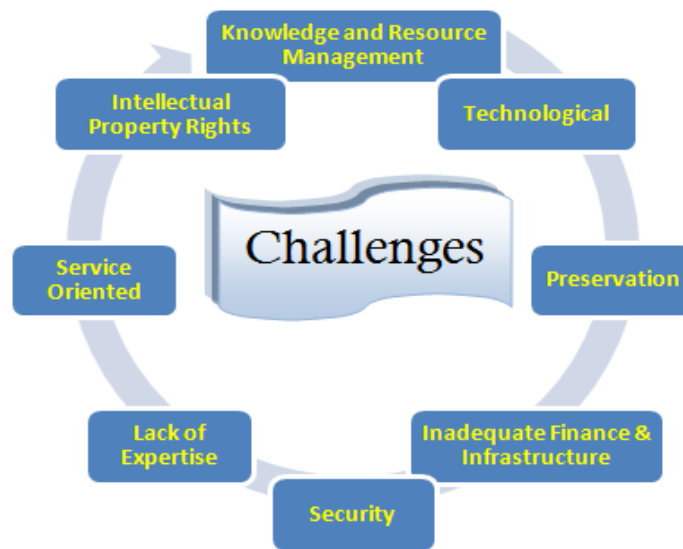 Knowledge and Resource
Management
Intellectual
Property Rights
Technological
Challenges
Service
Oriented
Preservation
Lack of
Expertise
Inadequate Finance &
Infrastructure
Security